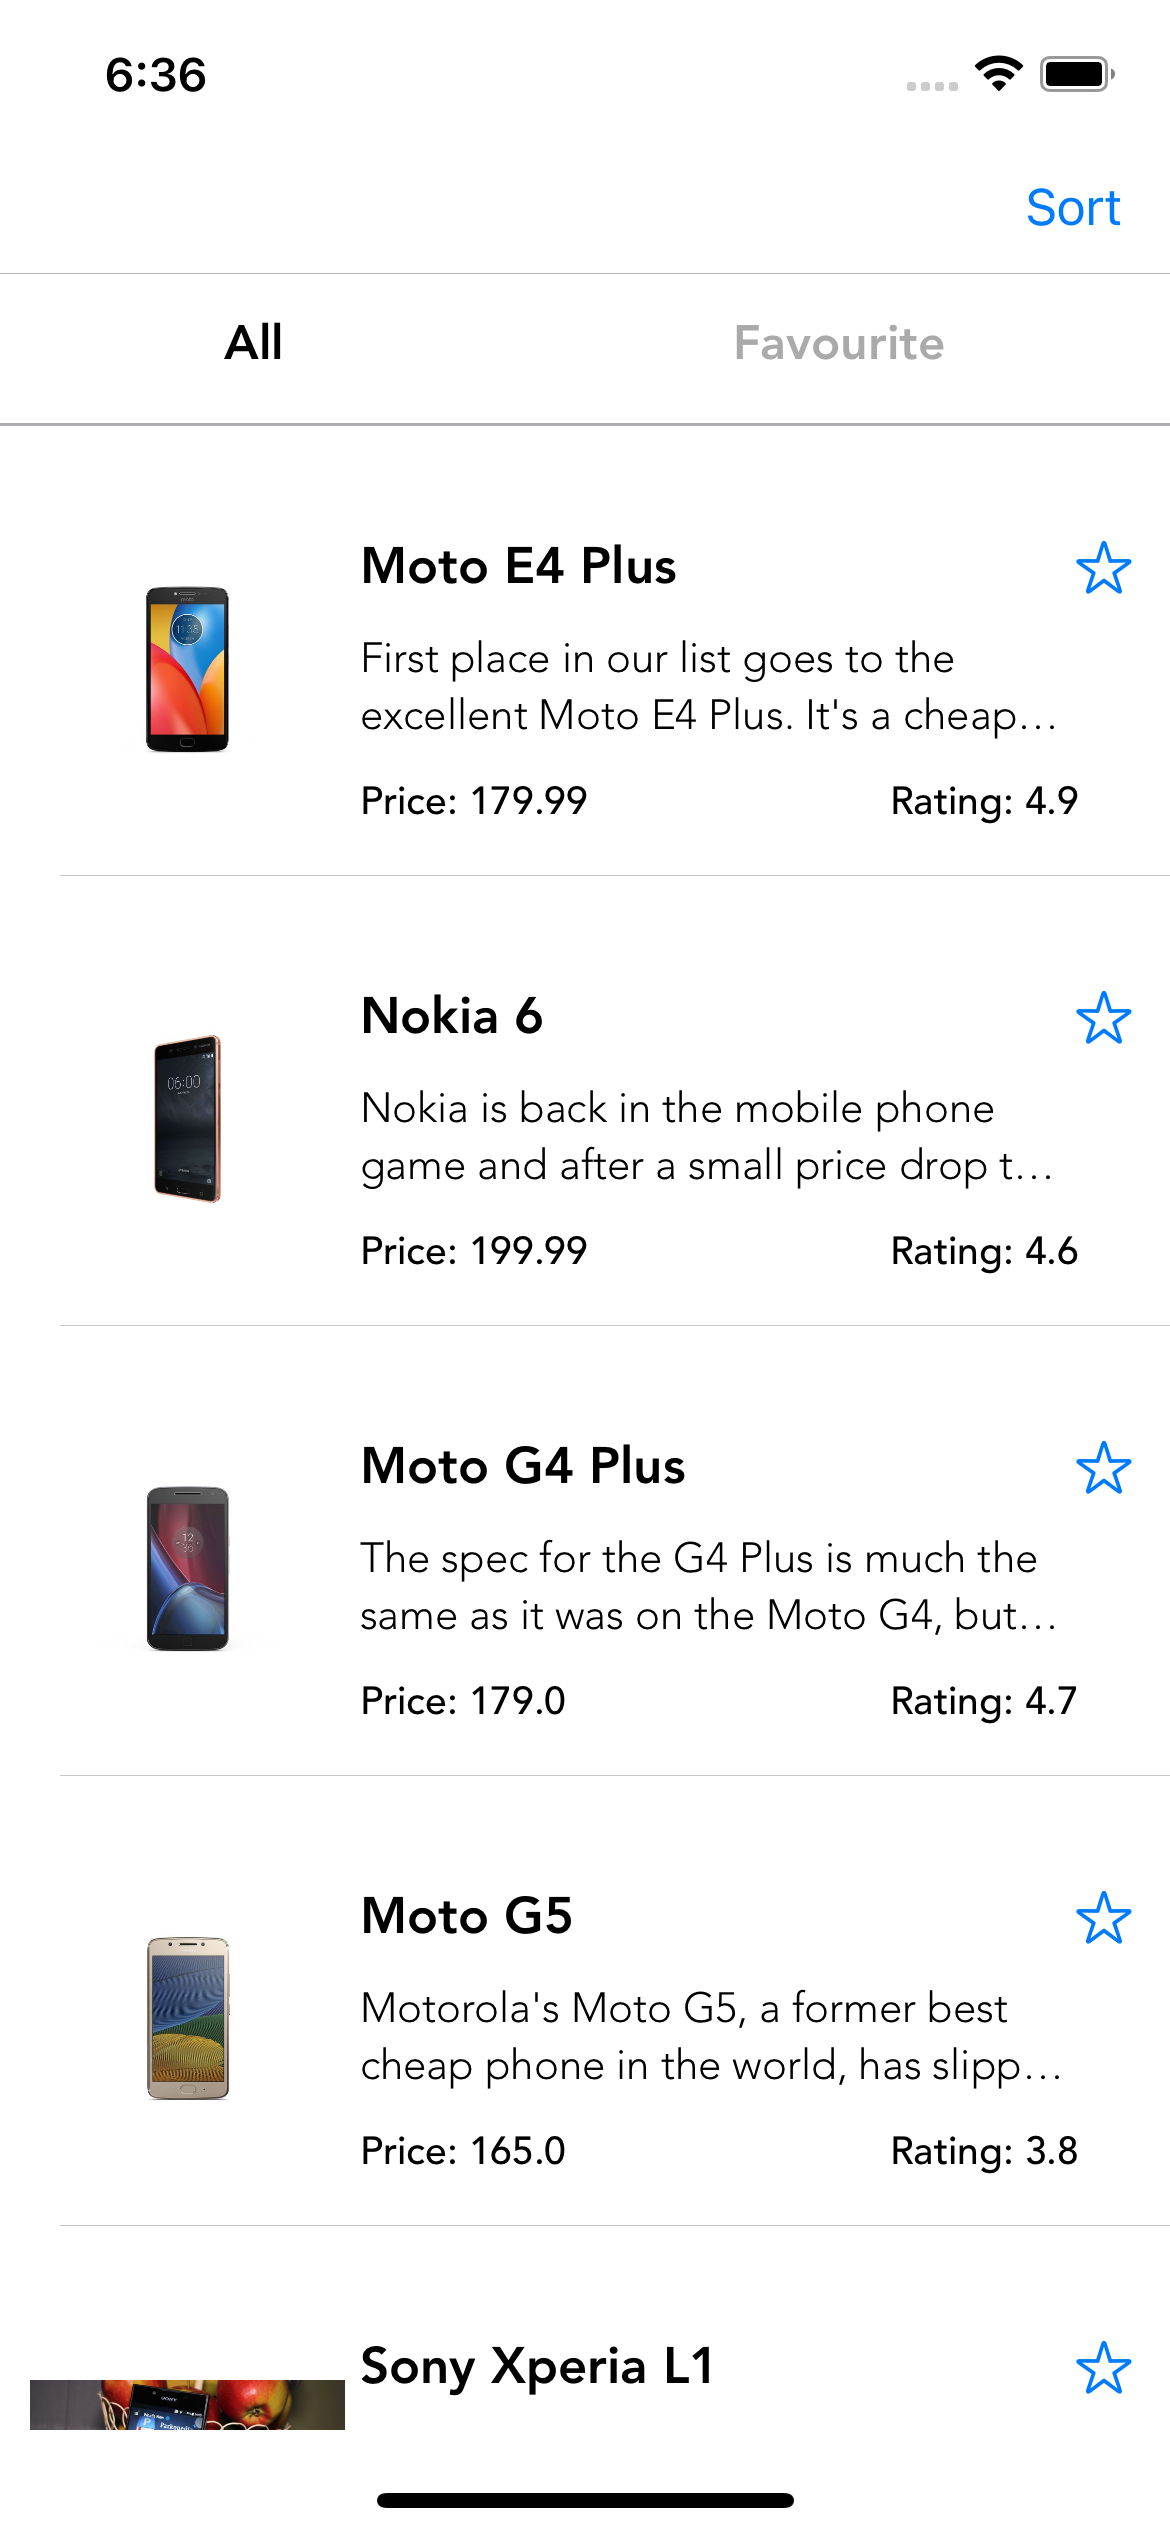 6:36
Sort
All
Favourite
Moto E4 Plus
First place in our list goes to the
excellent Moto E4 Plus. It's a cheap...
Price: 179.99
Rating: 4.9
Nokia 6
06:00
Nokia is back in the mobile phone
game and after a small price drop t...
Price: 199.99
Rating: 4.6
Moto G4 Plus
12
30
The spec for the G4 Plus is much the
same as it was on the Moto G4, but...
Price: 179.0
Rating: 4.7
Moto G5
Motorola's Moto G5, a former best
cheap phone in the world, has slipp...
Price: 165.0
Rating: 3.8
Sony Xperia L1
SONY